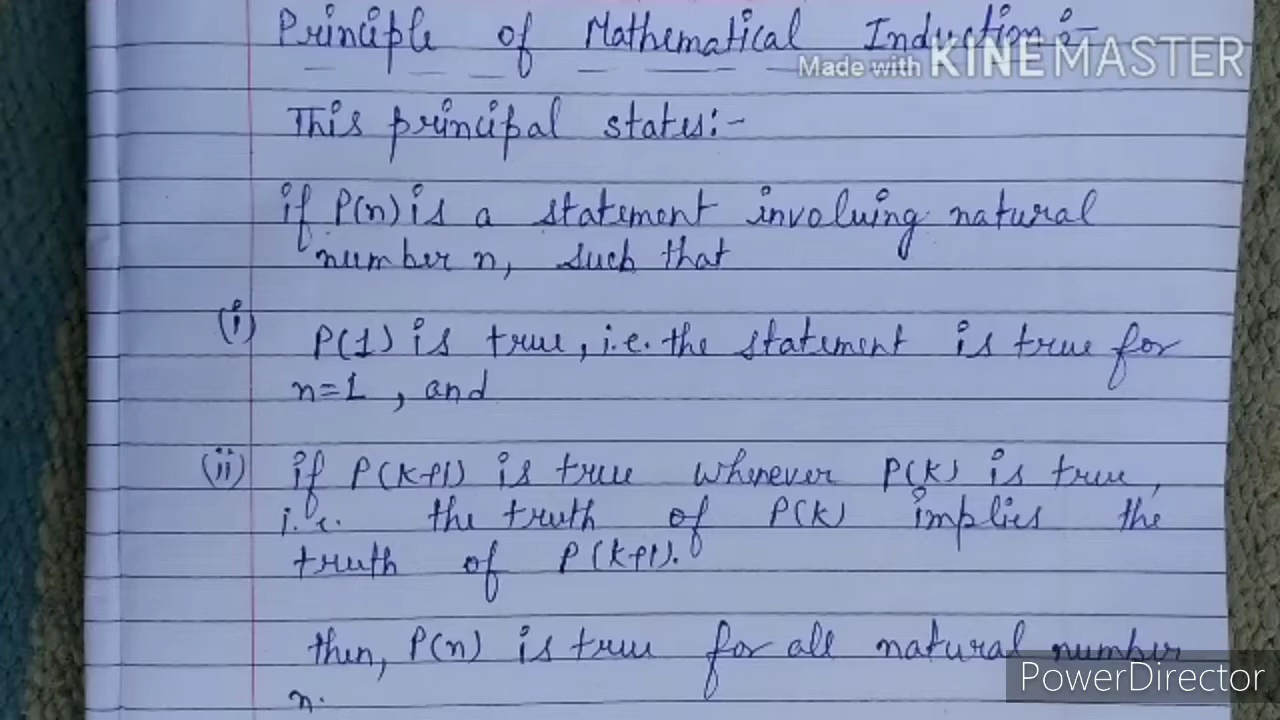 Principle of Mathematical Induction :-
Made with KINEMASTER
This principal states:-
if P(n) is a statement involving natural
number n, such that
(i) P(1) is true, i.e. the statement is true for
n=1, and
(ii) if P(k+1) is true whenever P(k) is true,
i.e. the truth of P(k) implies the
truth of P(k+1).
then, P(n) is true for all natural number
n.
PowerDirector